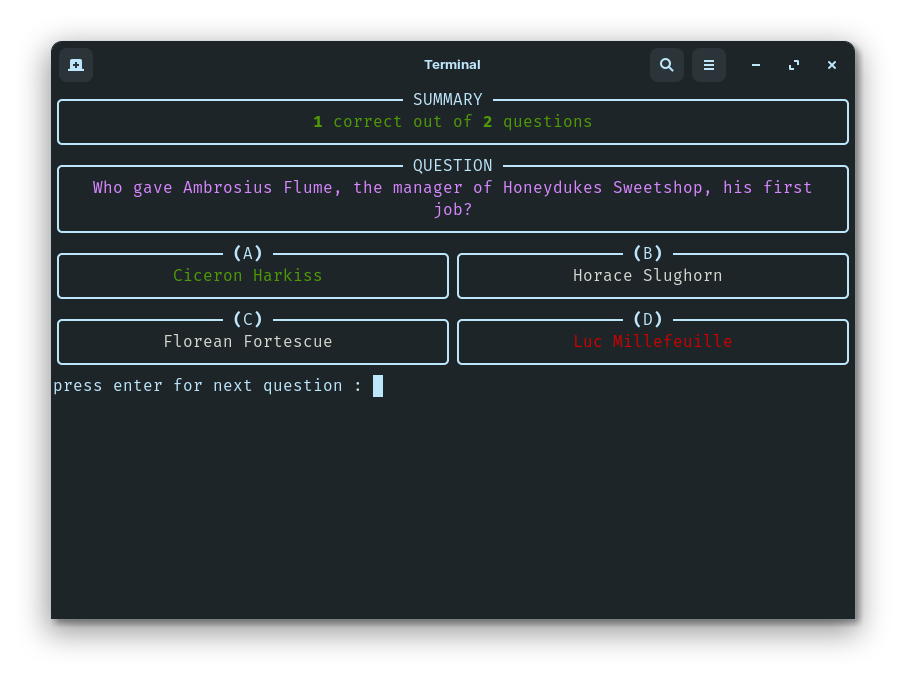 Terminal
SUMMARY
1 correct out of 2 questions
QUESTION
Who gave Ambrosius Flume, the manager of Honeydukes Sweetshop, his first
job?
(A)
Ciceron Harkiss
(B)
Horace Slughorn
(C)
Florean Fortescue
(D)
Luc Millefeuille
press enter for next question :